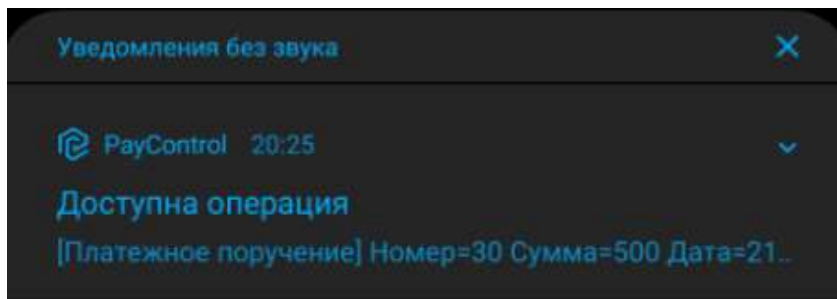 Уведомления без звука
PayControl 20:25
Доступна операция
[Платежное поручение] Номер=30 Сумма=500 Дата=21..